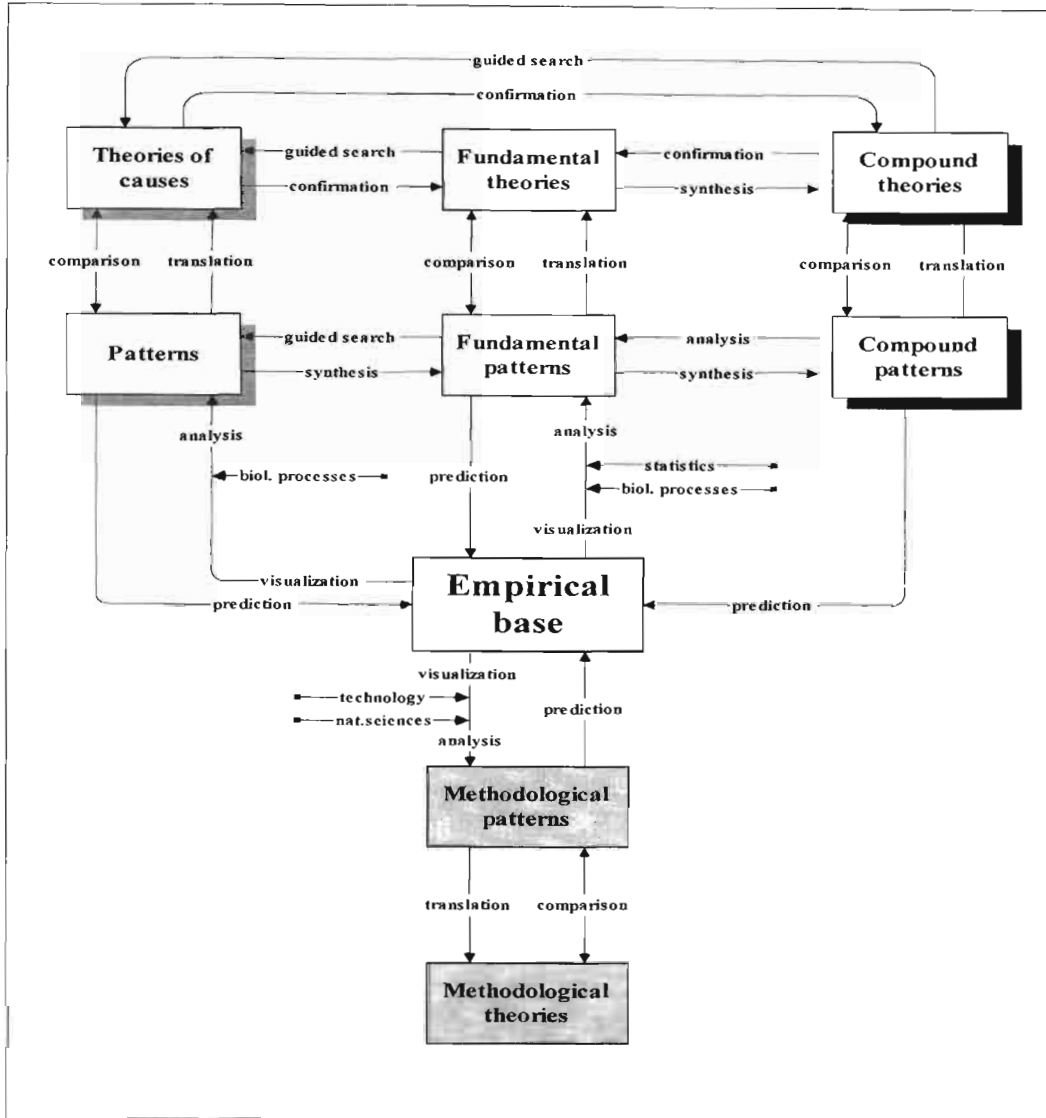 guided search
confirmation
Theories of
causes
guided search
confirmation
Fundamental
theories
confirmation
synthesis
Compound
theories
comparison
translation
comparison
translation
comparison
translation
Patterns
guided search
synthesis
Fundamental
patterns
analysis
synthesis
Compound
patterns
analysis
biol. processes
prediction
analysis
statistics
biol. processes
visualization
visualization
prediction
Empirical
base
prediction
visualization
technology
nat.sciences
analysis
prediction
Methodological
patterns
translation
comparison
Methodological
theories